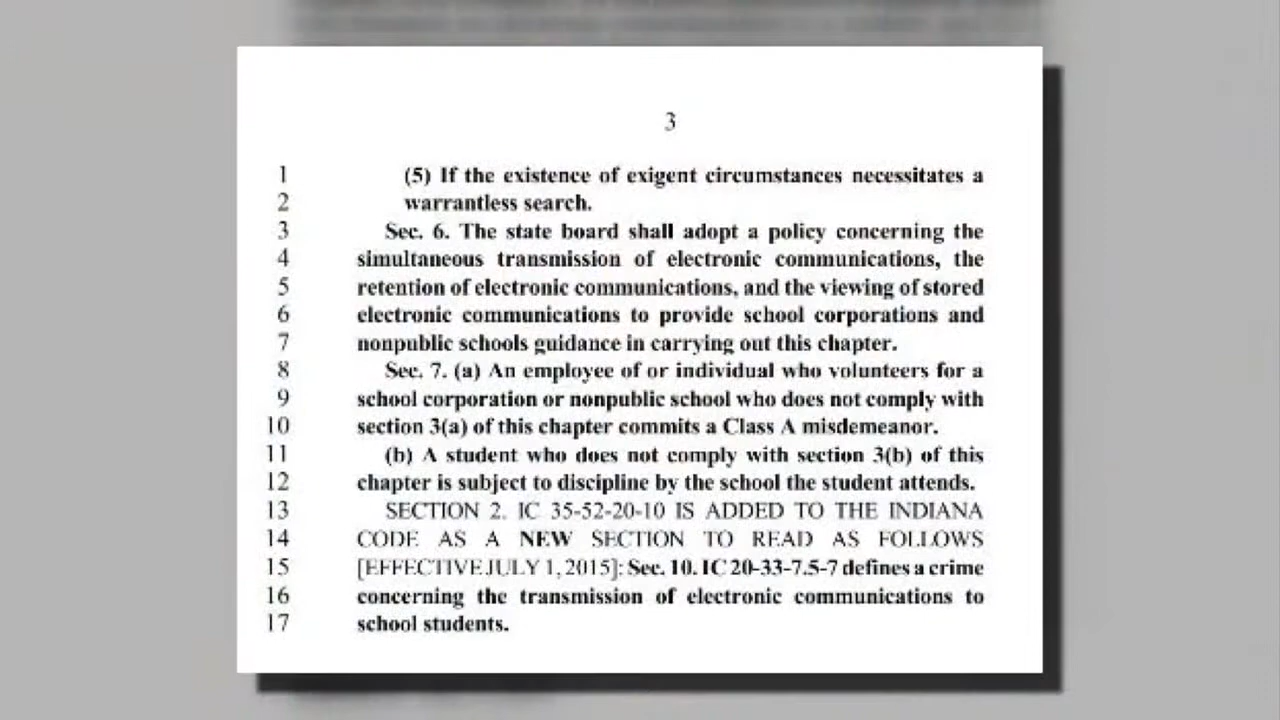 3
1 (5) If the existence of exigent circumstances necessitates a
2 warrantless search.
3 Sec. 6. The state board shall adopt a policy concerning the
4 simultaneous transmission of electronic communications, the
5 retention of electronic communications, and the viewing of stored
6 electronic communications to provide school corporations and
7 nonpublic schools guidance in carrying out this chapter.
8 Sec. 7. (a) An employee of or individual who volunteers for a
9 school corporation or nonpublic school who does not comply with
10 section 3(a) of this chapter commits a Class A misdemeanor.
11 (b) A student who does not comply with section 3(b) of this
12 chapter is subject to discipline by the school the student attends.
13 SECTION 2. IC 35-52-20-10 IS ADDED TO THE INDIANA
14 CODE AS A NEW SECTION TO READ AS FOLLOWS
15 [EFFECTIVE JULY 1, 2015]: Sec. 10. IC 20-33-7.5-7 defines a crime
16 concerning the transmission of electronic communications to
17 school students.